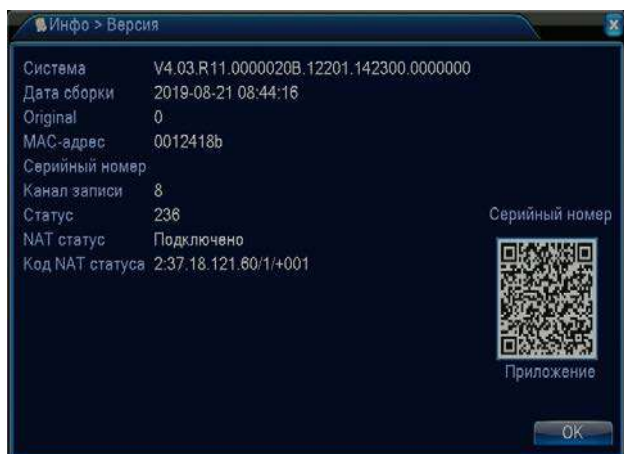 Инфо > Версия
Система V4.03.R11.0000020B.12201.142300.0000000
Дата сборки 2019-08-21 08:44:16
Original 0
MAC-адрес 0012418b
Серийный номер
Канал записи 8
Статус 236
NAT статус Подключено
Код NAT статуса 2:37.18.121.60/1/+001
Серийный номер
Приложение
OK